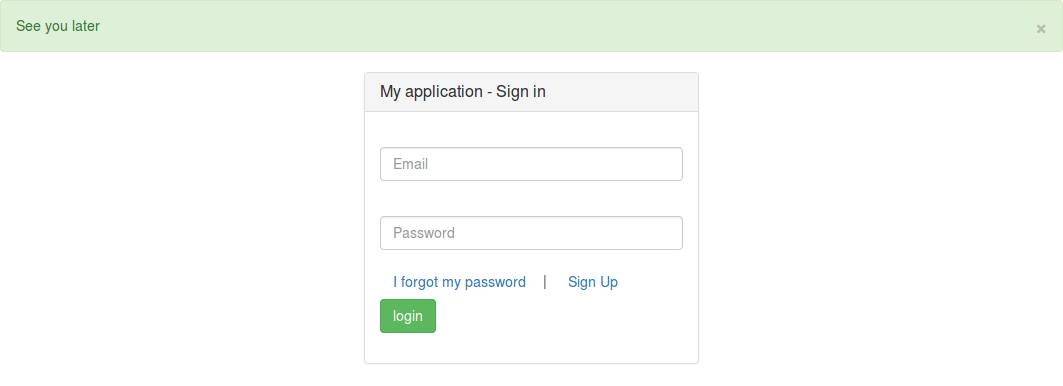 See you later ×
My application - Sign in
Email
Password
I forgot my password | Sign Up
login